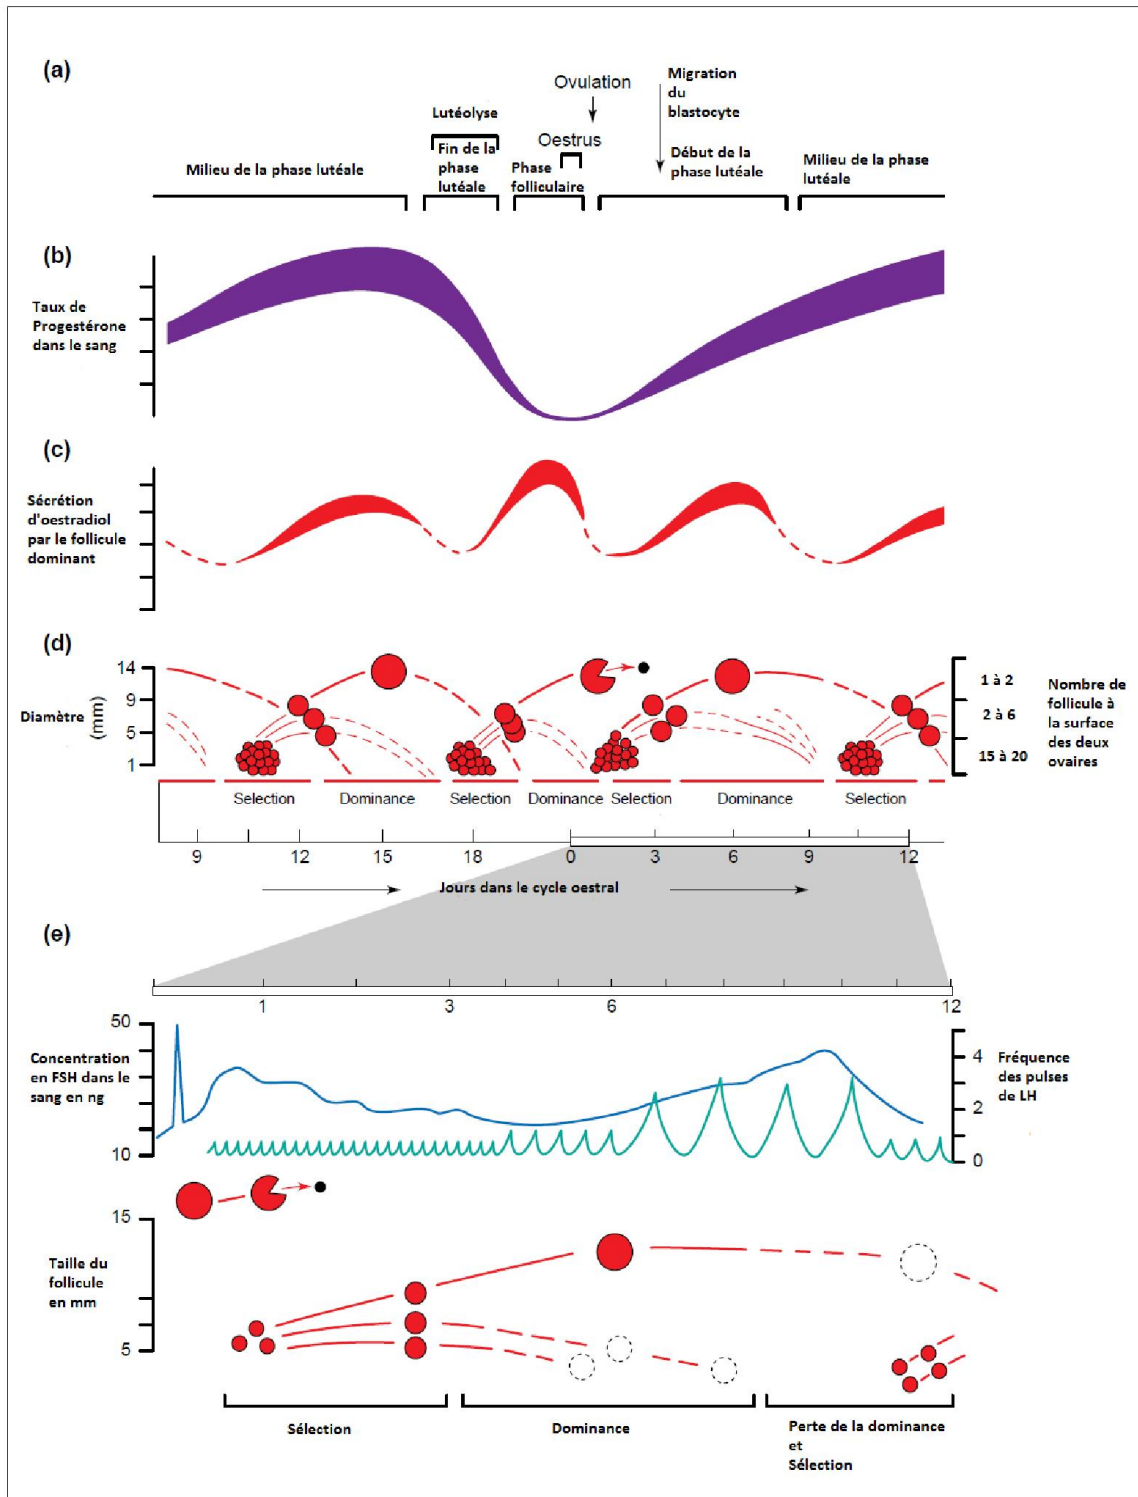 (a)
Ovulation
Migration
du
blastocyte
Lutéolyse
Oestrus
Milieu de la phase lutéale
Fin de la
phase
lutéale
Phase
folliculaire
Début de la
phase lutéale
Milieu de la phase
lutéale
(b)
Taux de
Progestérone
dans le sang
(c)
Sécrétion
d'oestradiol
par le follicule
dominant
(d)
Diamètre
(mm)
14
9
5
1
1 à 2
2 à 6
15 à 20
Nombre de
follicule à
la surface
des deux
ovaires
Selection Dominance Selection Dominance Selection Dominance Selection
9 12 15 18 0 3 6 9 12
Jours dans le cycle oestral
(e)
1 3 6 12
50
10
Concentration
en FSH dans le
sang en ng
4
2
0
Fréquence
des pulses
de LH
15
5
Taille du
follicule
en mm
Sélection
Dominance
Perte de la dominance
et
Sélection